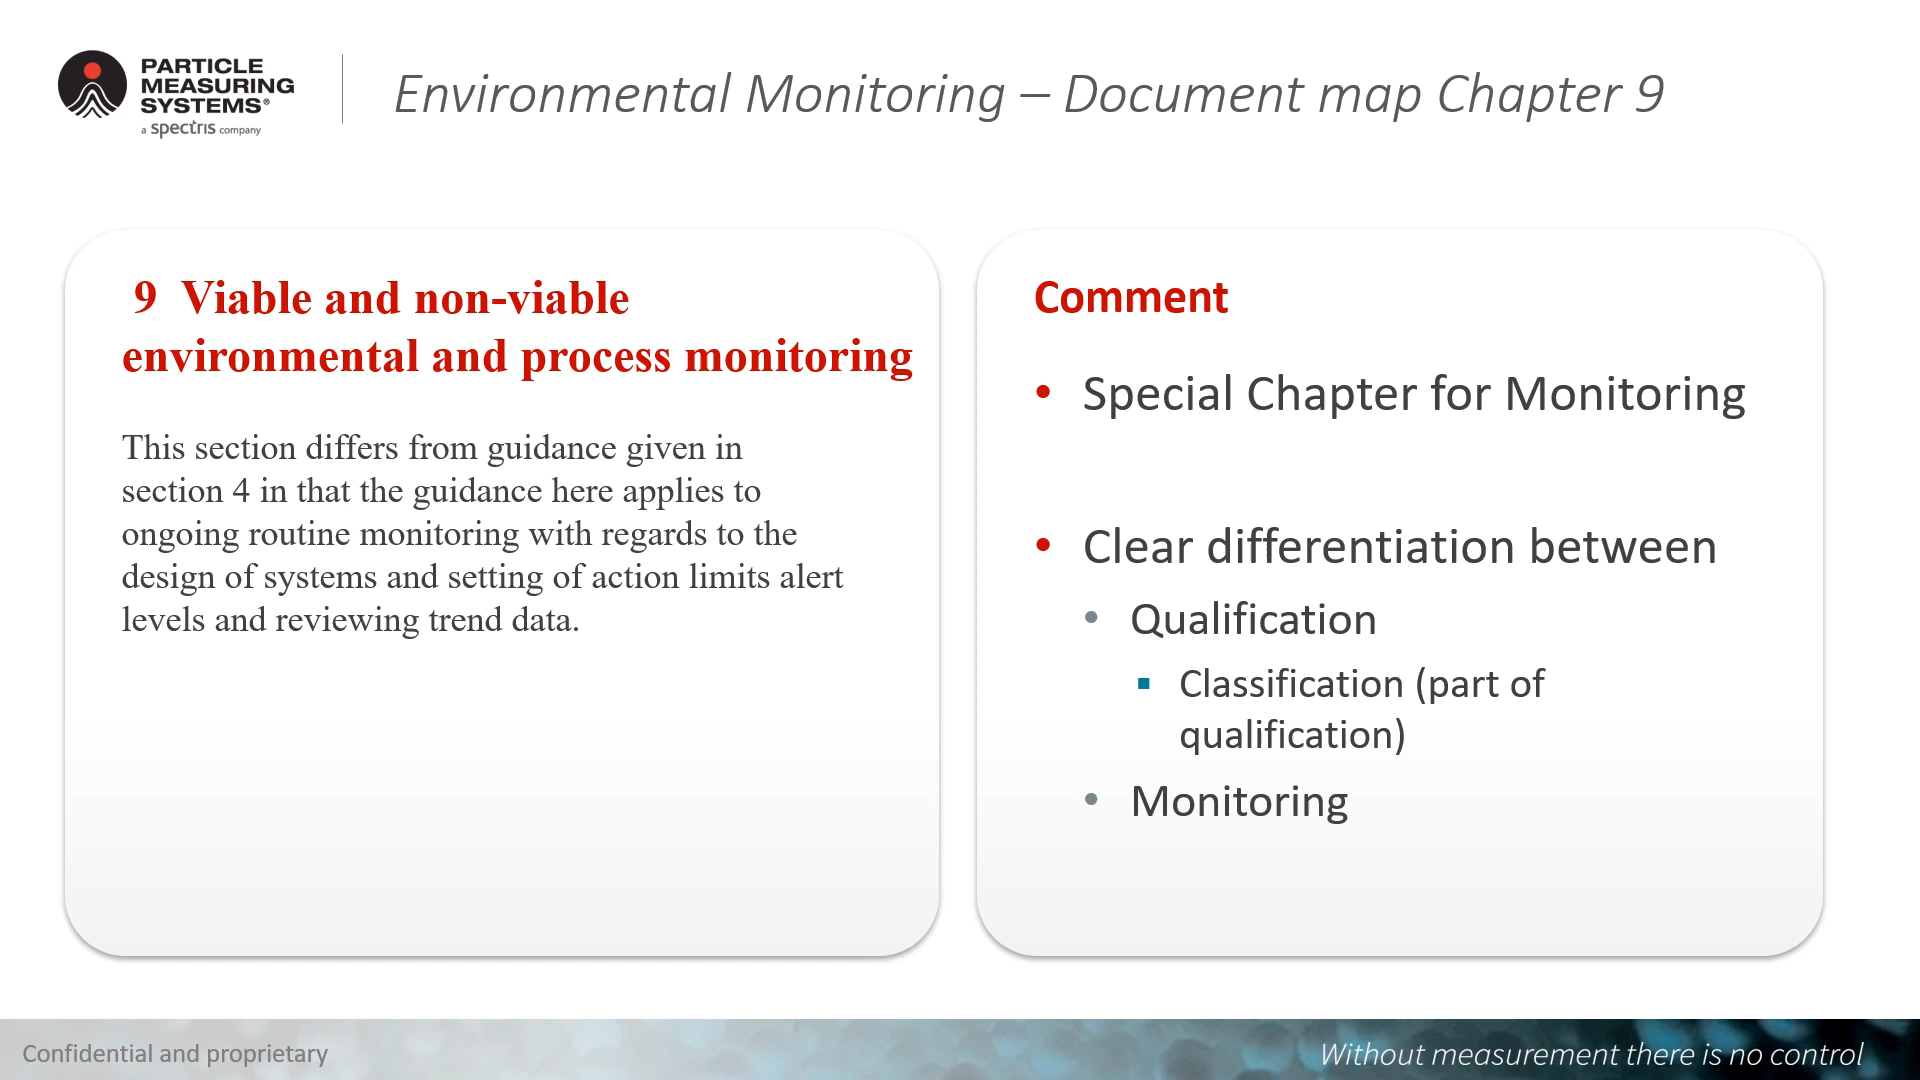 PARTICLE
MEASURING
SYSTEMS®
a spectris company
Environmental Monitoring – Document map Chapter 9
9 Viable and non-viable
environmental and process monitoring
This section differs from guidance given in
section 4 in that the guidance here applies to
ongoing routine monitoring with regards to the
design of systems and setting of action limits alert
levels and reviewing trend data.
Comment
• Special Chapter for Monitoring
• Clear differentiation between
• Qualification
▪ Classification (part of
qualification)
• Monitoring
Confidential and proprietary
Without measurement there is no control